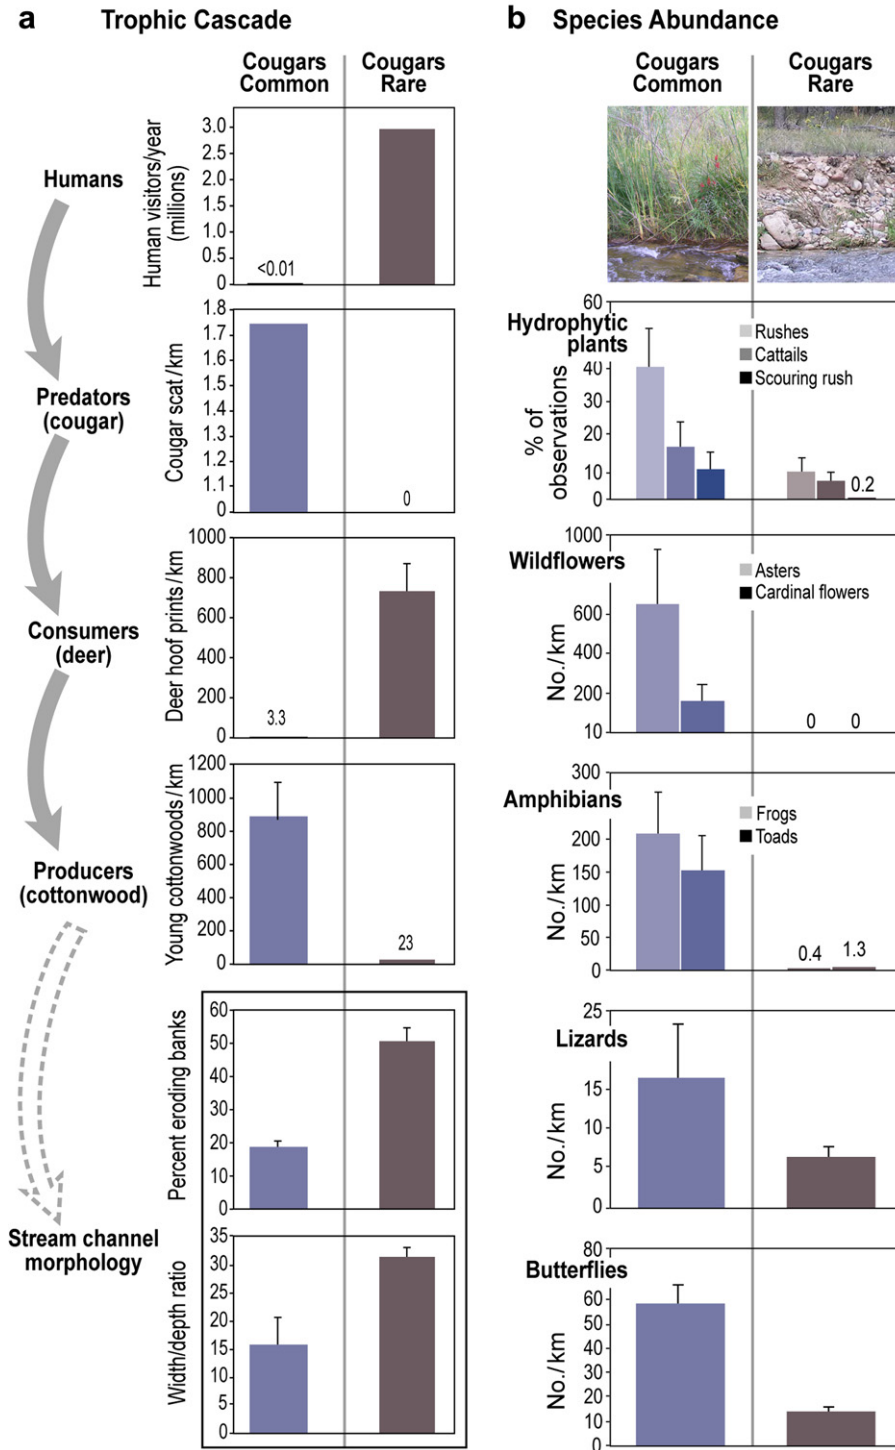 a Trophic Cascade
Cougars
Common
Cougars
Rare
Humans
Predators
(cougar)
Consumers
(deer)
Producers
(cottonwood)
Stream channel
morphology
Human visitors/year
(millions)
3.0
2.5
2.0
1.5
1.0
0.5
0
<0.01
Cougar scat/km
1.8
1.7
1.6
1.5
1.4
1.3
1.2
1.1
0
0
Deer hoof prints/km
1000
800
600
400
200
0
3.3
Young cottonwoods/km
1200
1000
800
600
400
200
0
23
Percent eroding banks
60
50
40
30
20
10
0
Width/depth ratio
35
30
25
20
15
10
5
0
b Species Abundance
Cougars
Common
Cougars
Rare
Hydrophytic
plants
% of
observations
60
40
30
20
10
0
Rushes
Cattails
Scouring rush
0.2
Wildflowers
No./km
1000
600
400
200
10
Asters
Cardinal flowers
0
0
Amphibians
No./km
300
200
150
100
50
0
Frogs
Toads
0.4
1.3
Lizards
No./km
25
15
10
5
0
Butterflies
No./km
80
60
50
40
30
20
10
0